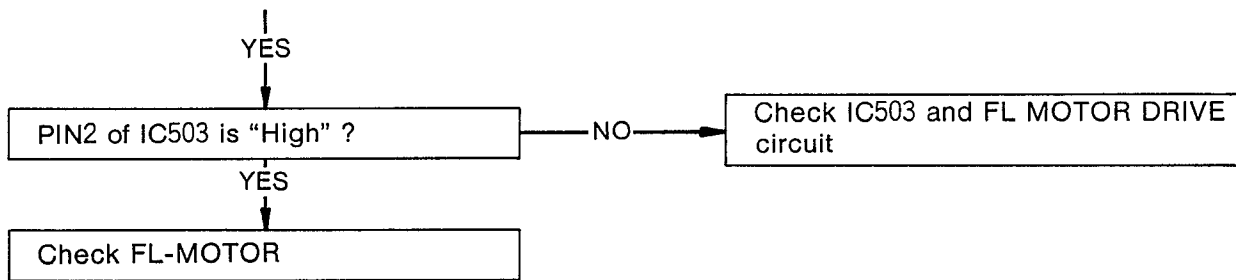 YES
PIN2 of IC503 is “High” ?
NO
Check IC503 and FL MOTOR DRIVE
circuit
YES
Check FL-MOTOR